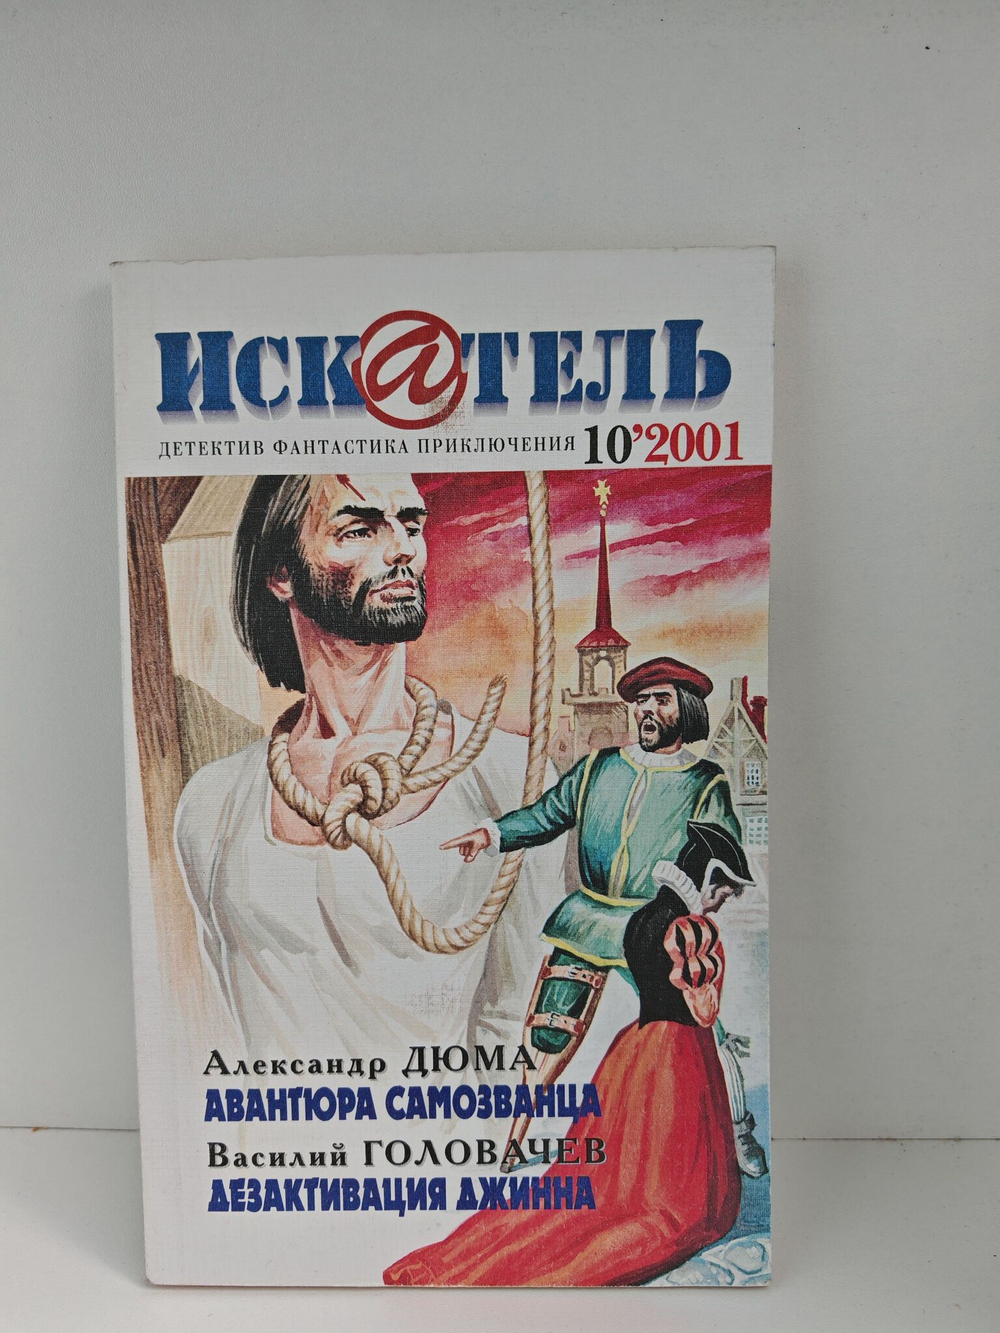 ИСК@ТЕЛЬ
ДЕТЕКТИВ ФАНТАСТИКА ПРИКЛЮЧЕНИЯ 10’2001
Александр ДЮМА
АВАНТЮРА САМОЗВАНЦА
Василий ГОЛОВАЧЕВ
ДЕЗАКТИВАЦИЯ ДЖИННА